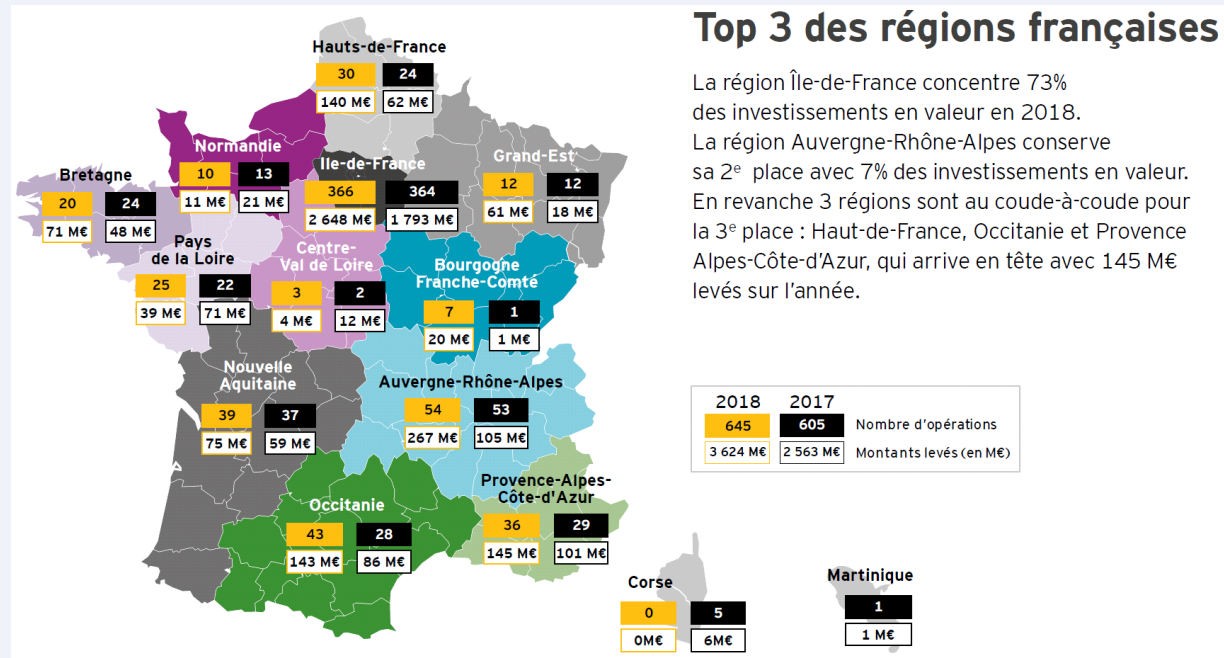 Top 3 des régions françaises
La région Île-de-France concentre 73%
des investissements en valeur en 2018.
La région Auvergne-Rhône-Alpes conserve
sa 2e place avec 7% des investissements en valeur.
En revanche 3 régions sont au coude-à-coude pour
la 3e place : Haut-de-France, Occitanie et Provence
Alpes-Côte-d'Azur, qui arrive en tête avec 145 M€
levés sur l'année.
2018 2017
645 605 Nombre d'opérations
3 624 M€ 2 563 M€ Montants levés (en M€)
Hauts-de-France
30 24
140 M€ 62 M€
Normandie
10 13
11 M€ 21 M€
Ile-de-France
366 364
2 648 M€ 1 793 M€
Grand-Est
12 12
61 M€ 18 M€
Bretagne
20 24
71 M€ 48 M€
Pays
de la Loire
25 22
39 M€ 71 M€
Centre-
Val de Loire
3 2
4 M€ 12 M€
Bourgogne
Franche-Comté
7 1
20 M€ 1 M€
Nouvelle
Aquitaine
39 37
75 M€ 59 M€
Auvergne-Rhône-Alpes
54 53
267 M€ 105 M€
Occitanie
43 28
143 M€ 86 M€
Provence-Alpes-
Côte-d'Azur
36 29
145 M€ 101 M€
Corse
0 5
0M€ 6M€
Martinique
1
1 M€